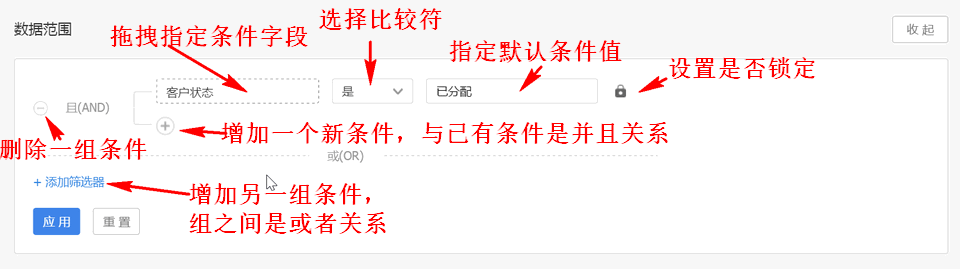 数据范围
选择比较符
收 起
拖拽指定条件字段
指定默认条件值
设置是否锁定
客户状态
是
已分配
且(AND)
增加一个新条件，与已有条件是并且关系
删除一组条件
或(OR)
+ 添加筛选器
增加另一组条件，
组之间是或者关系
应 用
重 置